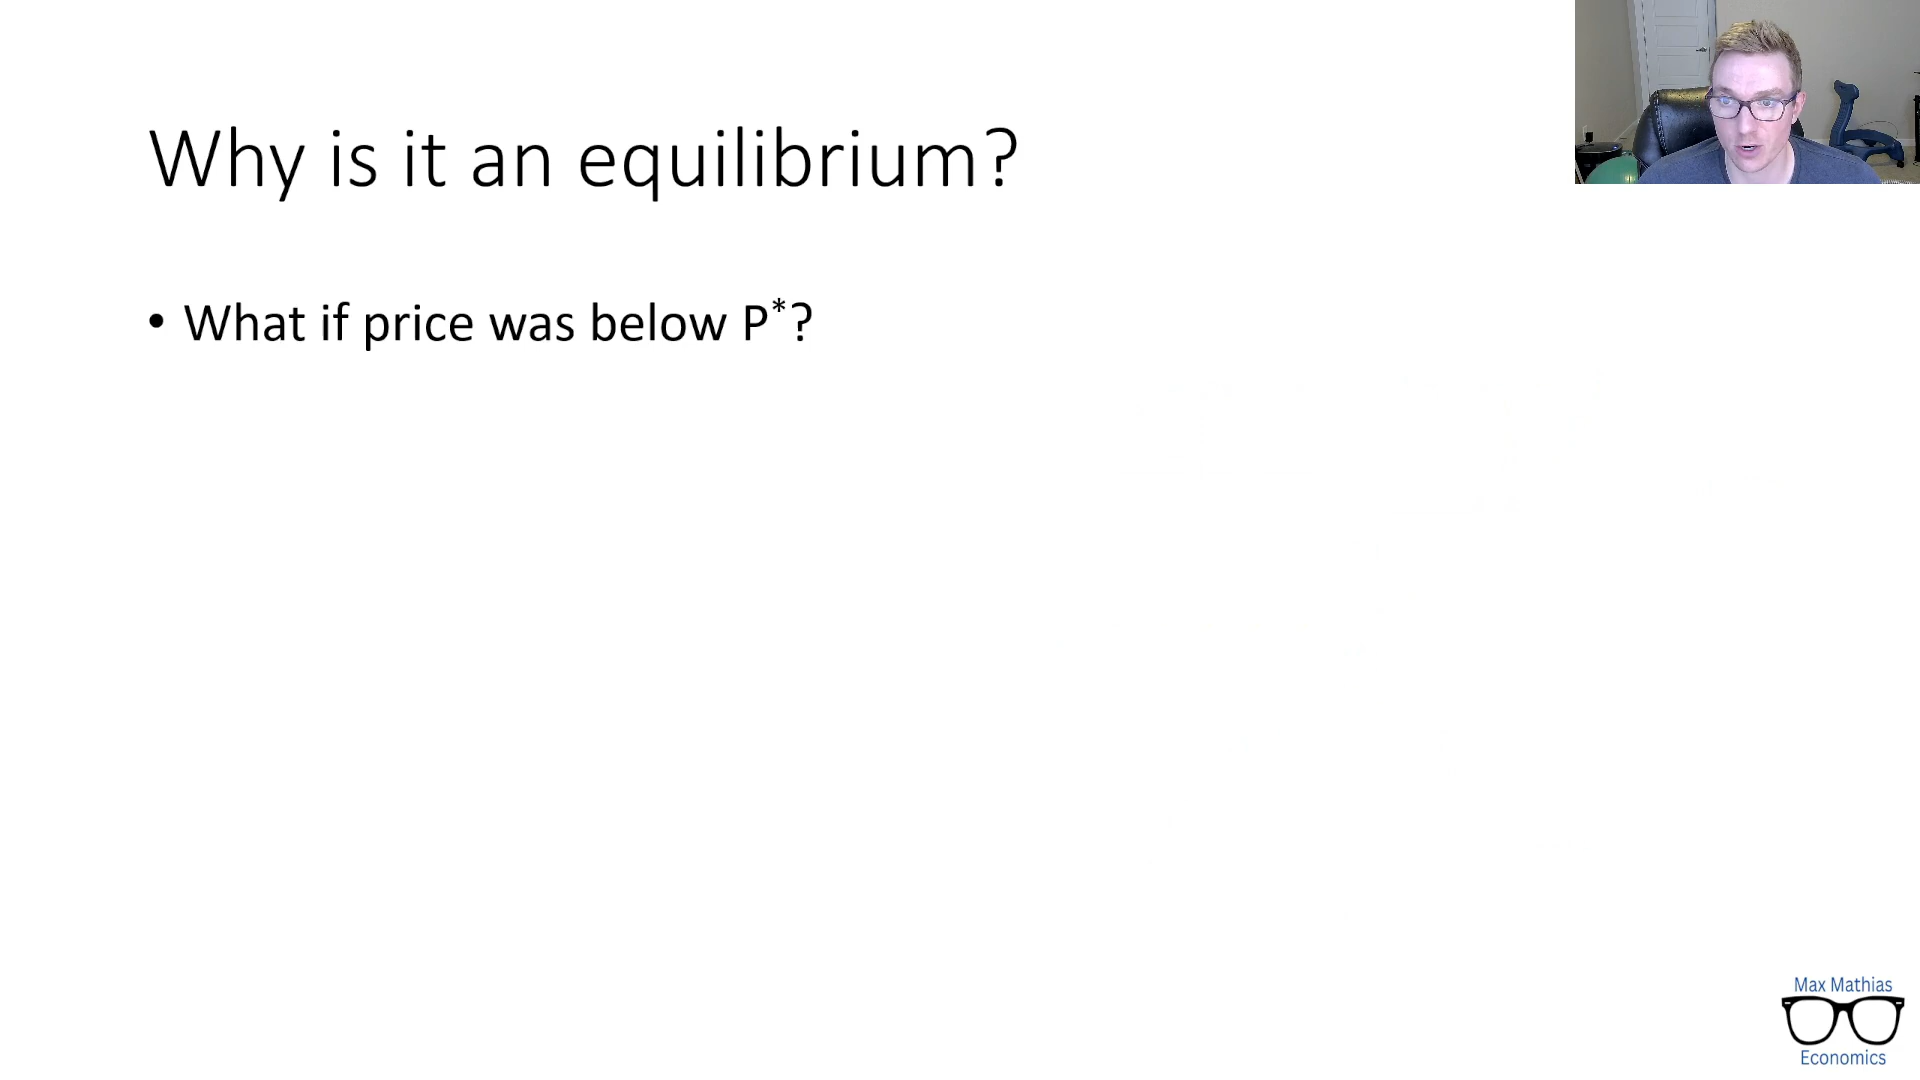 Why is it an equilibrium?
• What if price was below P*?
Max Mathias
Economics